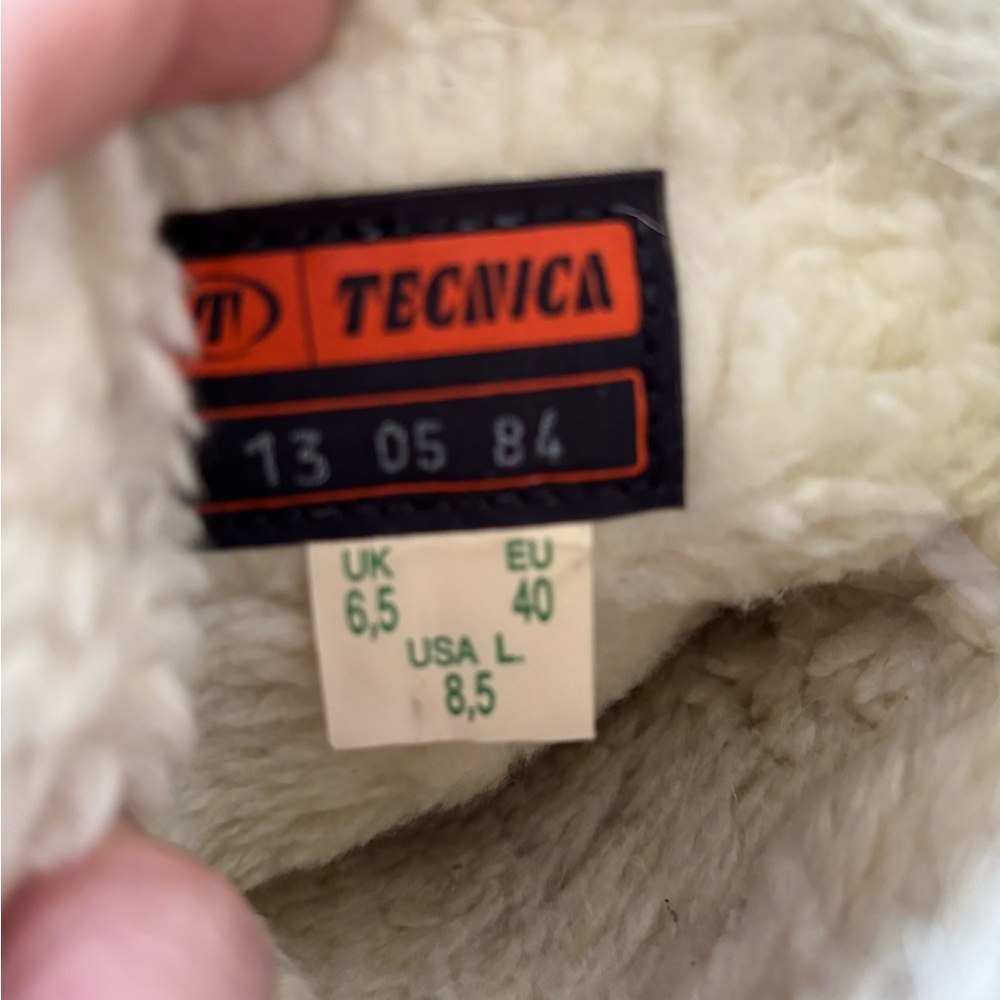 T TECNICA
13 05 84
UK EU
6,5 40
USA L.
8,5